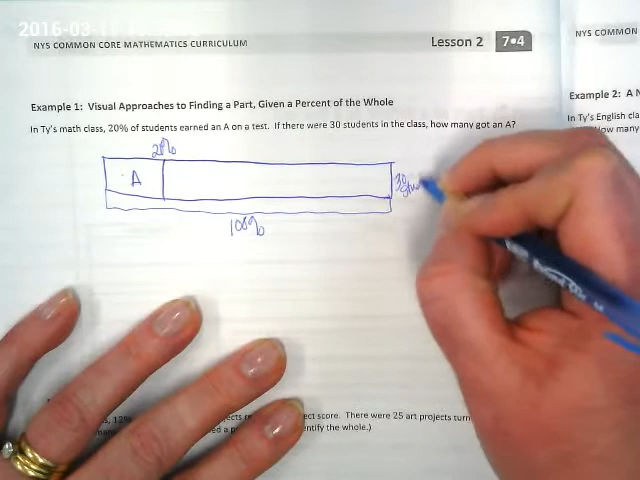 2016-03-1
NYS COMMON CORE MATHEMATICS CURRICULUM
Lesson 2
7•4
NYS COMMON
Example 1: Visual Approaches to Finding a Part, Given a Percent of the Whole
In Ty's math class, 20% of students earned an A on a test. If there were 30 students in the class, how many got an A?
Example 2: A
In Ty's English cla
How man
20%
A
30
100%
12%
ect score. There were 25 art projects turn
ntify the whole.)